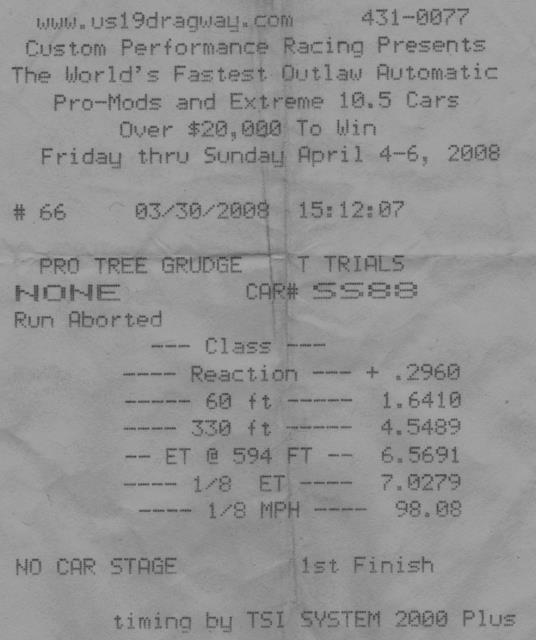 www.us19dragway.com 431-0077
Custom Performance Racing Presents
The World's Fastest Outlaw Automatic
Pro-Mods and Extreme 10.5 Cars
Over $20,000 To Win
Friday thru Sunday April 4-6, 2008
# 66 03/30/2008 15:12:07
PRO TREE GRUDGE T TRIALS
NONE CAR# SS88
Run Aborted
--- Class ---
---- Reaction --- + .2960
----- 60 ft ----- 1.6410
---- 330 ft ----- 4.5489
-- ET @ 594 FT -- 6.5691
---- 1/8 ET ---- 7.0279
---- 1/8 MPH ---- 98.08
NO CAR STAGE 1st Finish
timing by TSI SYSTEM 2000 Plus